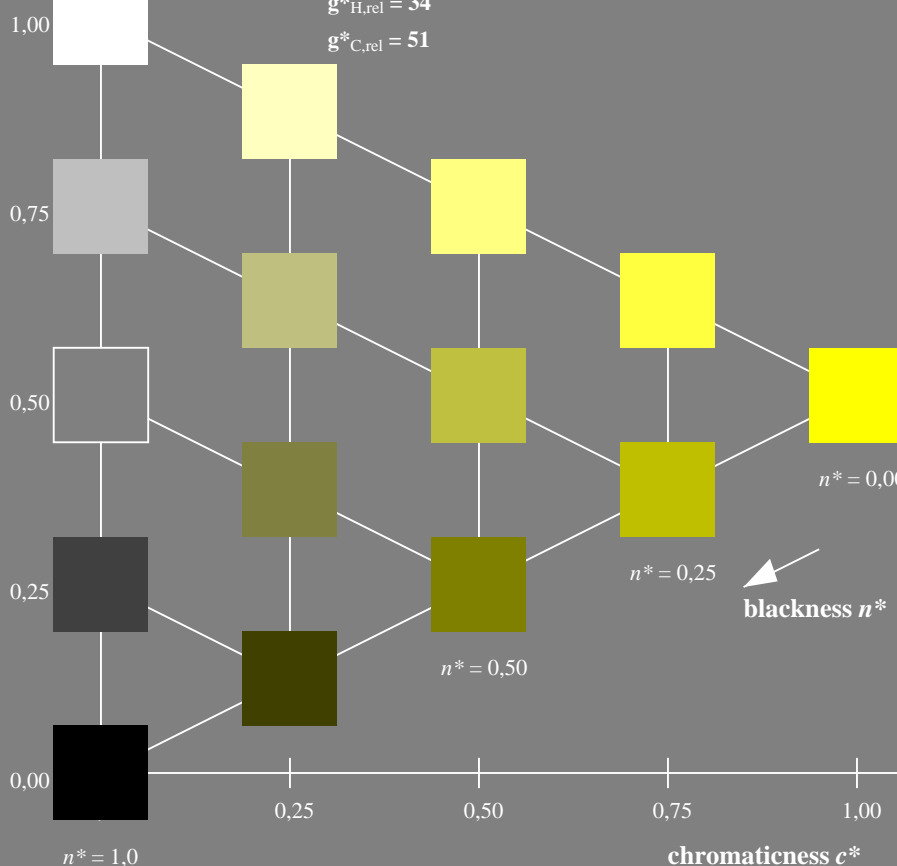 g*H,rel = 34
1,00
g*C,rel = 51
0,75
0,50
n* = 0,00
0,25
n* = 0,25
blackness n*
n* = 0,50
0,00
0,25 0,50 0,75 1,00
n* = 1,0
chromaticness c*